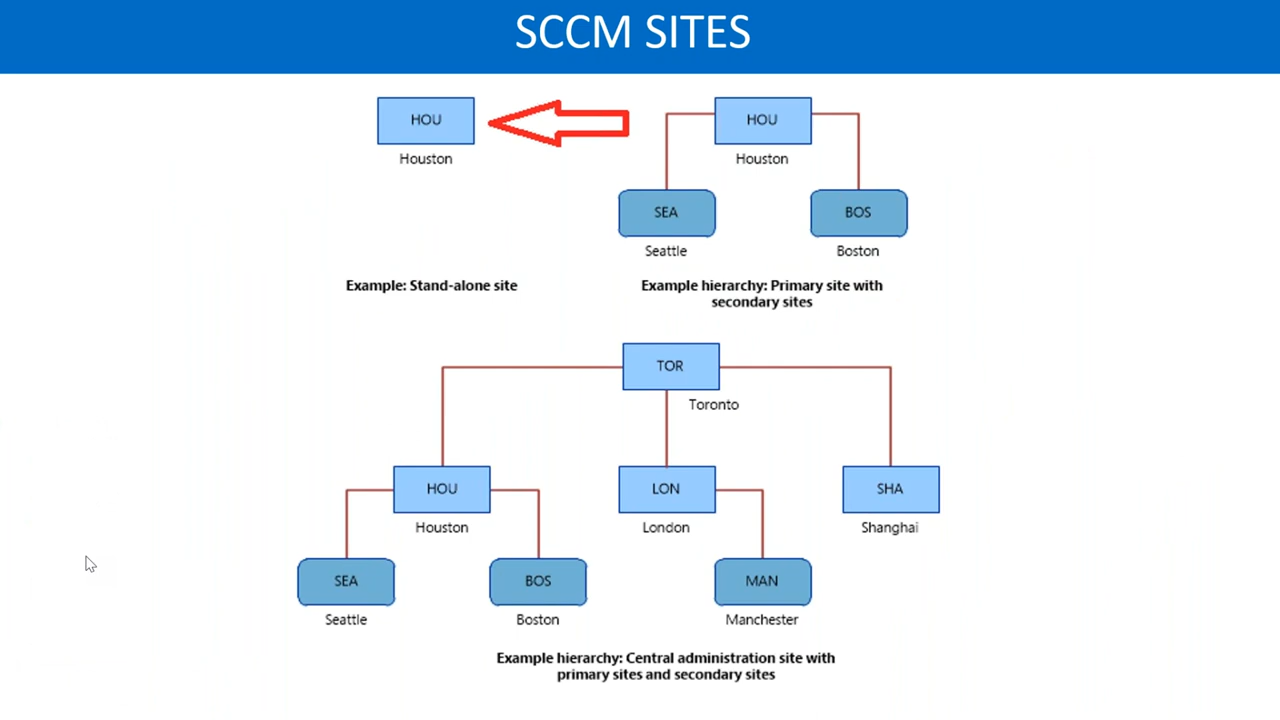 SCCM SITES
HOU
Houston
Example: Stand-alone site
HOU
Houston
SEA
Seattle
BOS
Boston
Example hierarchy: Primary site with
secondary sites
TOR
Toronto
HOU
Houston
LON
London
SHA
Shanghai
SEA
Seattle
BOS
Boston
MAN
Manchester
Example hierarchy: Central administration site with
primary sites and secondary sites